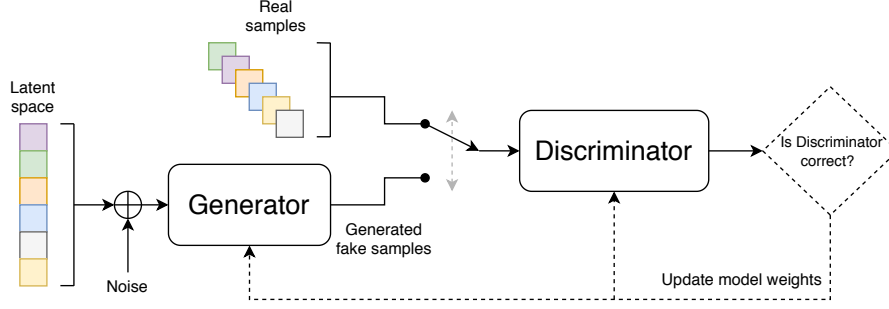 Real
samples
Latent
space
Discriminator
Is Discriminator
correct?
Generator
Generated
fake samples
Noise
Update model weights